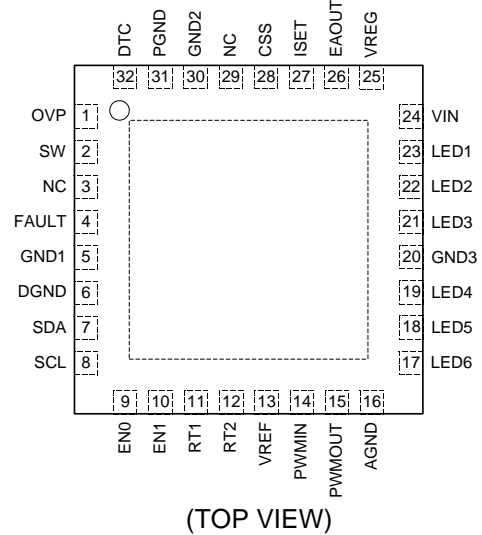 DTC PGND GND2 NC CSS ISET EAOUT VREG
32 31 30 29 28 27 26 25
OVP 1 24 VIN
SW 2 23 LED1
NC 3 22 LED2
FAULT 4 21 LED3
GND1 5 20 GND3
DGND 6 19 LED4
SDA 7 18 LED5
SCL 8 17 LED6
9 10 11 12 13 14 15 16
EN0 EN1 RT1 RT2 VREF PWMIN PWMOUT AGND
(TOP VIEW)